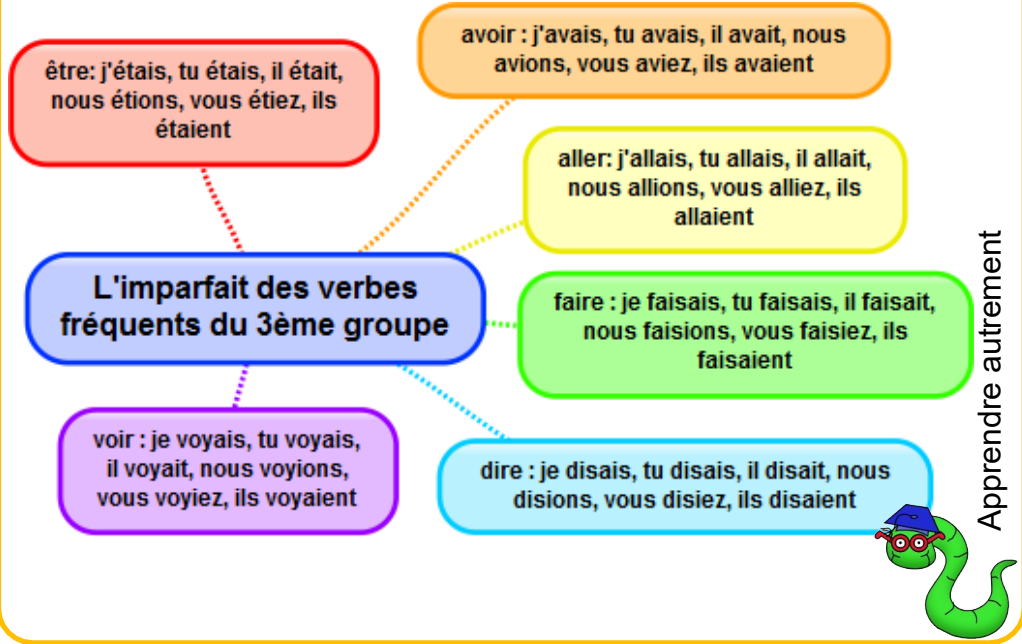 avoir : j'avais, tu avais, il avait, nous
avions, vous aviez, ils avaient
être: j'étais, tu étais, il était,
nous étions, vous étiez, ils
étaient
aller: j'allais, tu allais, il allait,
nous allions, vous alliez, ils
allaient
L'imparfait des verbes
fréquents du 3ème groupe
faire : je faisais, tu faisais, il faisait,
nous faisions, vous faisiez, ils
faisaient
voir : je voyais, tu voyais,
il voyait, nous voyions,
vous voyiez, ils voyaient
dire : je disais, tu disais, il disait, nous
disions, vous disiez, ils disaient
Apprendre autrement